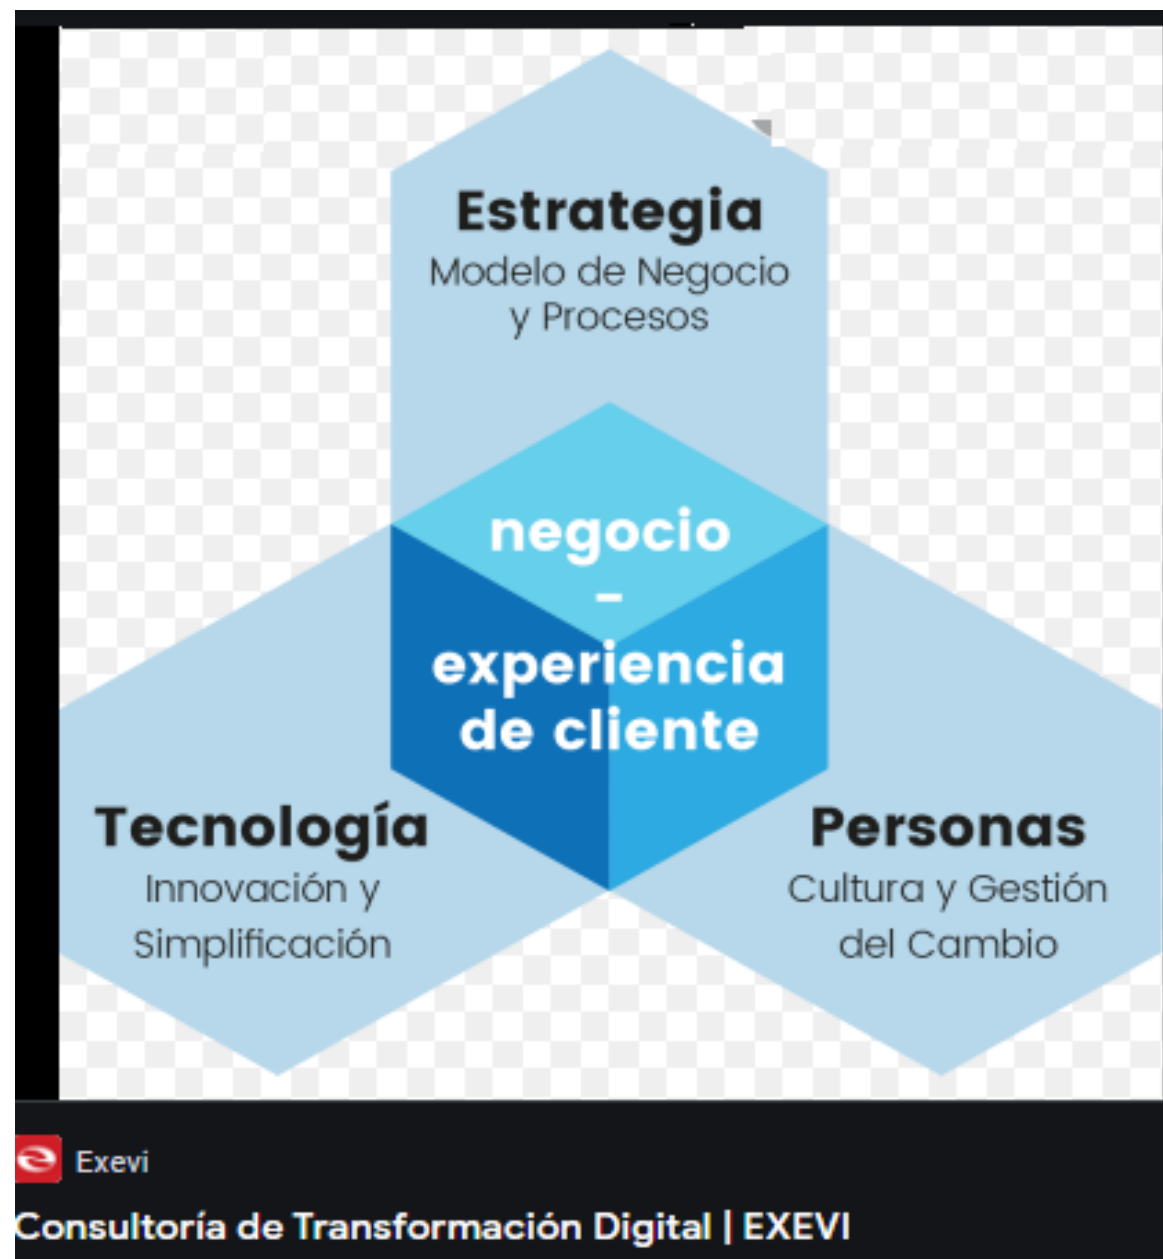 Estrategia
Modelo de Negocio
y Procesos
negocio
-
experiencia
de cliente
Tecnología
Innovación y
Simplificación
Personas
Cultura y Gestión
del Cambio
Exevi
Consultoría de Transformación Digital | EXEVI